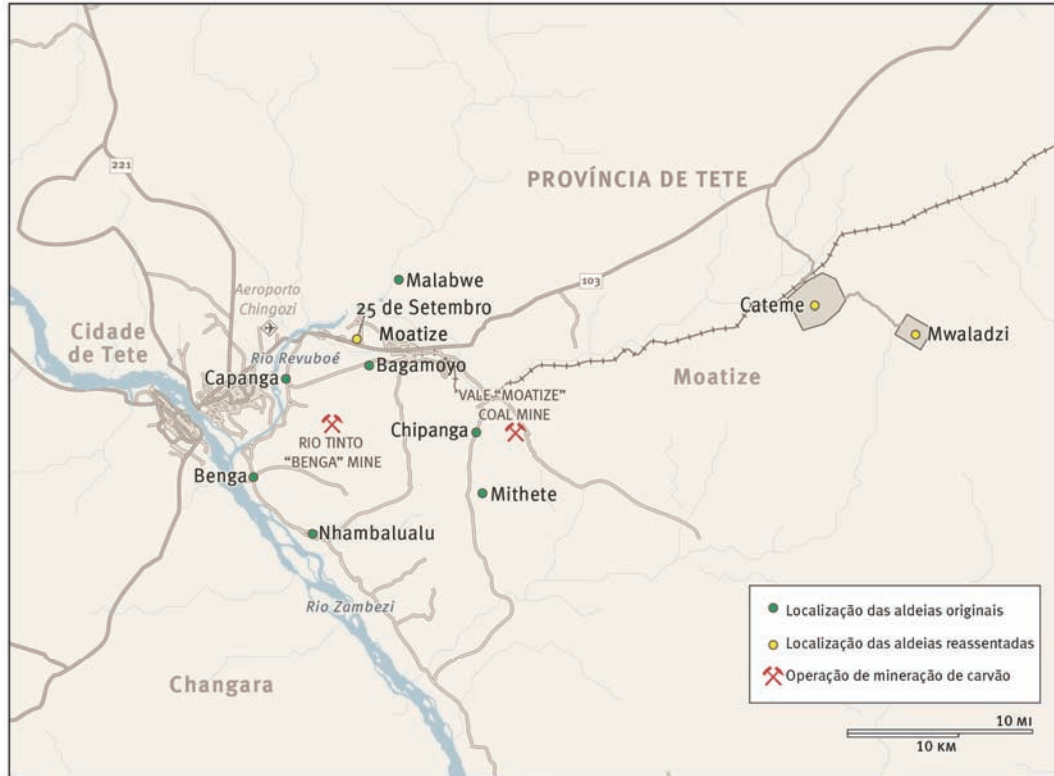 221
PROVÍNCIA DE TETE
Malabwe
103
Aeroporto
Chingozi
25 de Setembro
Cateme
Cidade
de Tete
Moatize
Mwaladzi
Rio Revuboé
Bagamoyo
Capanga
Moatize
VALE-“MOATIZE”
COAL MINE
Chipanga
RIO TINTO
“BENGA” MINE
Benga
Mithete
Nhambalualu
Rio Zambezi
Changara
Localização das aldeias originais
Localização das aldeias reassentadas
Operação de mineração de carvão
10 MI
10 KM